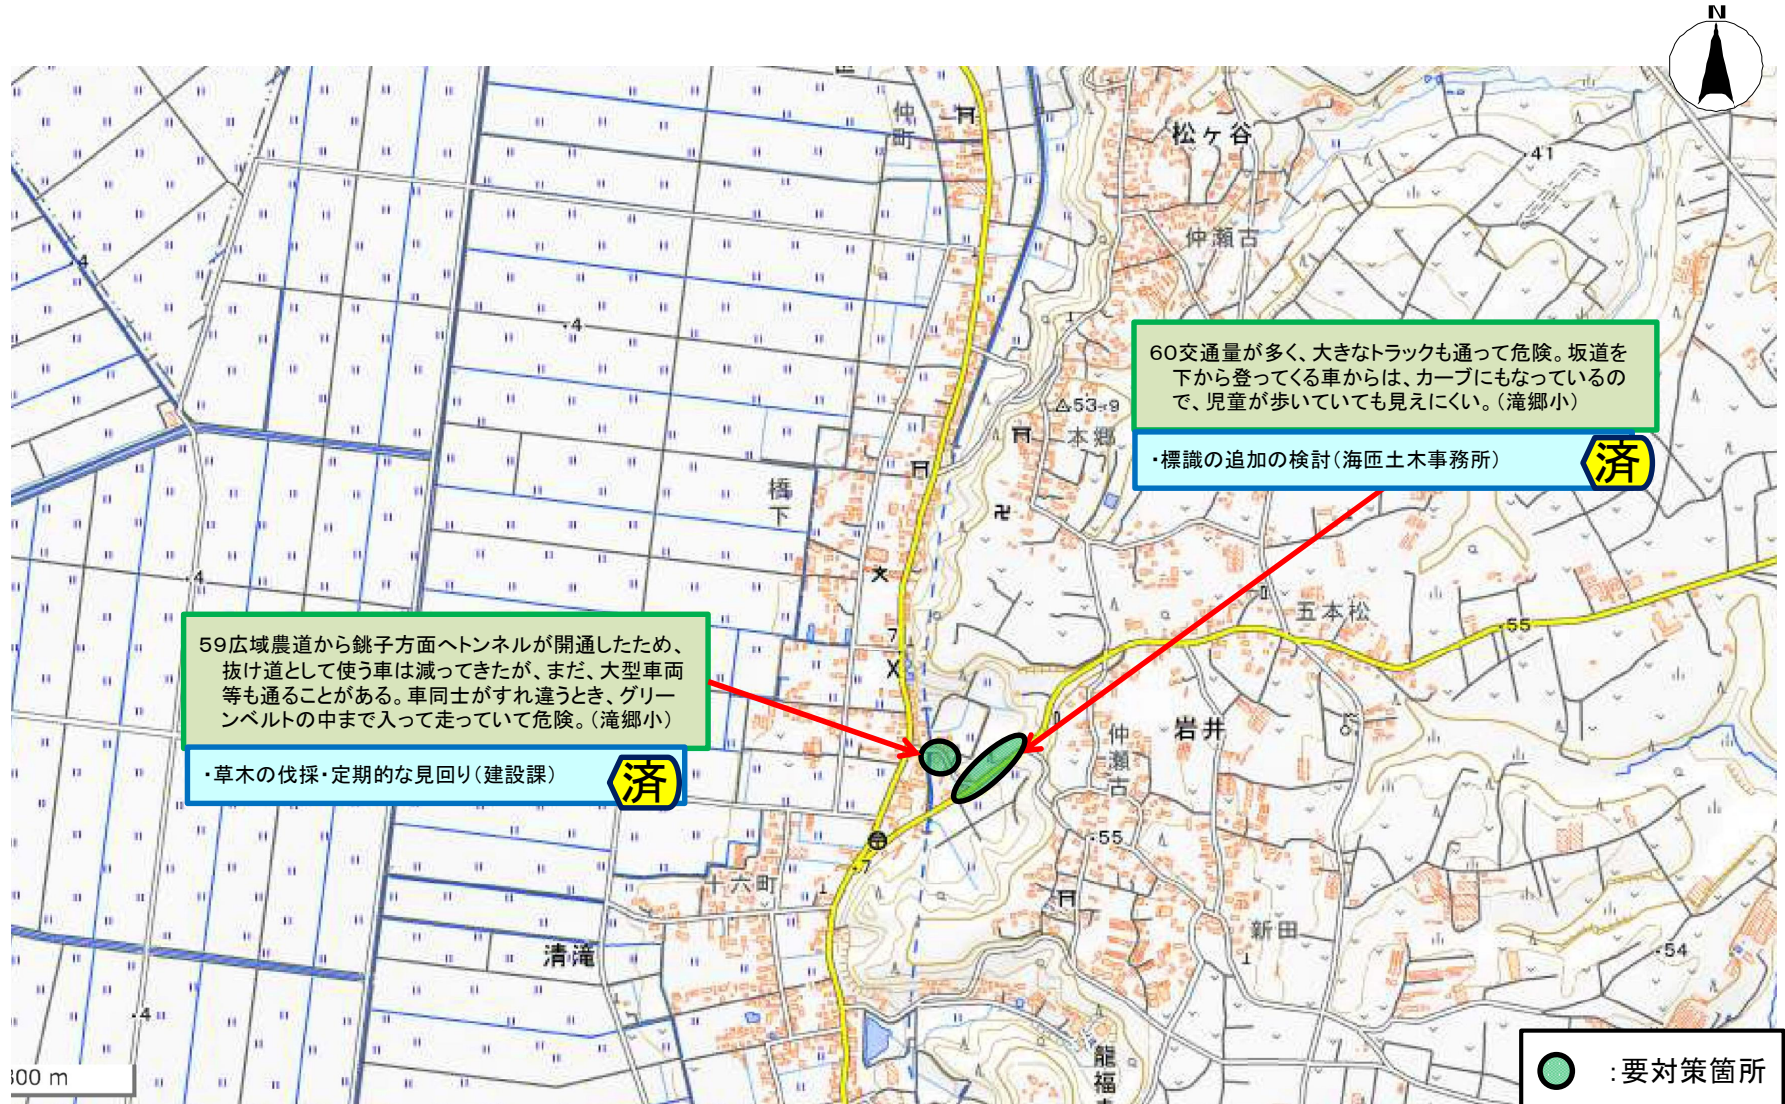 N
仲町
松ヶ谷
・41
仲瀬古
・4
・4
60交通量が多く、大きなトラックも通って危険。坂道を
下から登ってくる車からは、カーブにもなっているの
で、児童が歩いていても見えにくい。（滝郷小）
・標識の追加の検討（海匝土木事務所）
済
53.9
本郷
橋下
・4
五本松
・55
59広域農道から銚子方面へトンネルが開通したため、
抜け道として使う車は減ってきたが、まだ、大型車両
等も通ることがある。車同士がすれ違うとき、グリー
ンベルトの中まで入って走っていて危険。（滝郷小）
・草木の伐採・定期的な見回り（建設課）
済
7
仲瀬古
岩井
・55
・7
十六町
新田
清滝
・54
・4
龍福
300 m
：要対策箇所